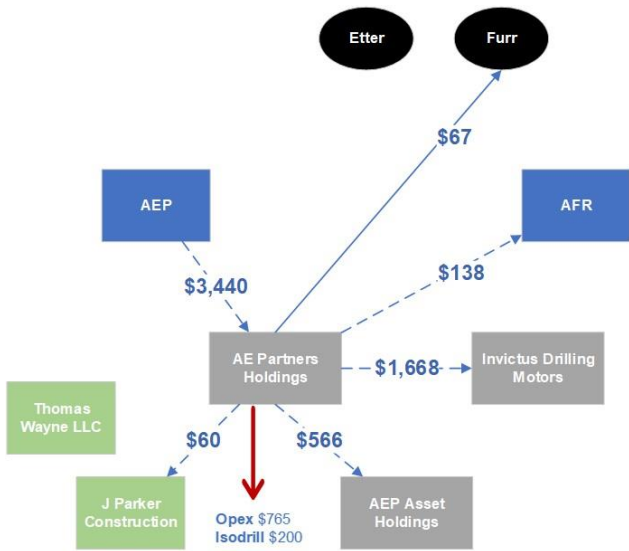 Etter
Furr
$67
AEP
AFR
$3,440
$138
AE Partners
Holdings
$1,668
Invictus Drilling
Motors
Thomas
Wayne LLC
$60
$566
J Parker
Construction
Opex $765
Isodrill $200
AEP Asset
Holdings